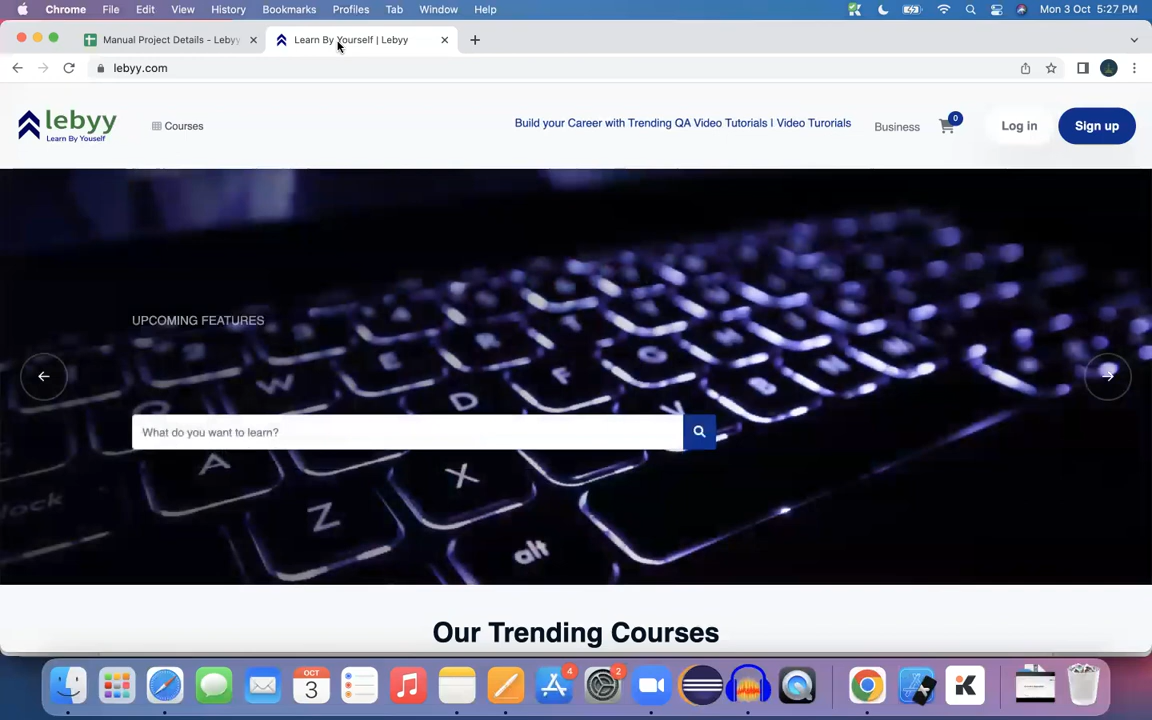 Chrome File Edit View History Bookmarks Profiles Tab Window Help Mon 3 Oct 5:27 PM
Manual Project Details - Lebyy
Learn By Yourself | Lebyy
lebyy.com
lebyy
Learn By Youself
Courses
Build your Career with Trending QA Video Tutorials I Video Turorials
Business
0
Log in
Sign up
UPCOMING FEATURES
What do you want to learn?
Our Trending Courses
OCT
3
4
2